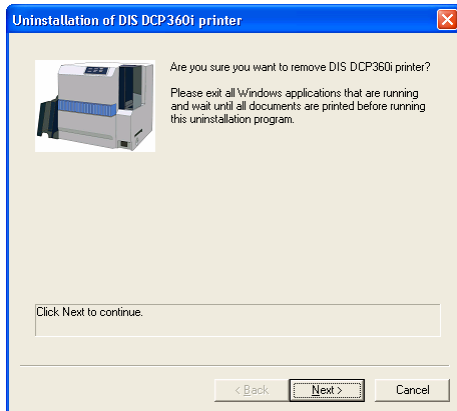 Uninstallation of DIS DCP360i printer
Are you sure you want to remove DIS DCP360i printer?
Please exit all Windows applications that are running
and wait until all documents are printed before running
this uninstallation program.
Click Next to continue.
< Back Next > Cancel